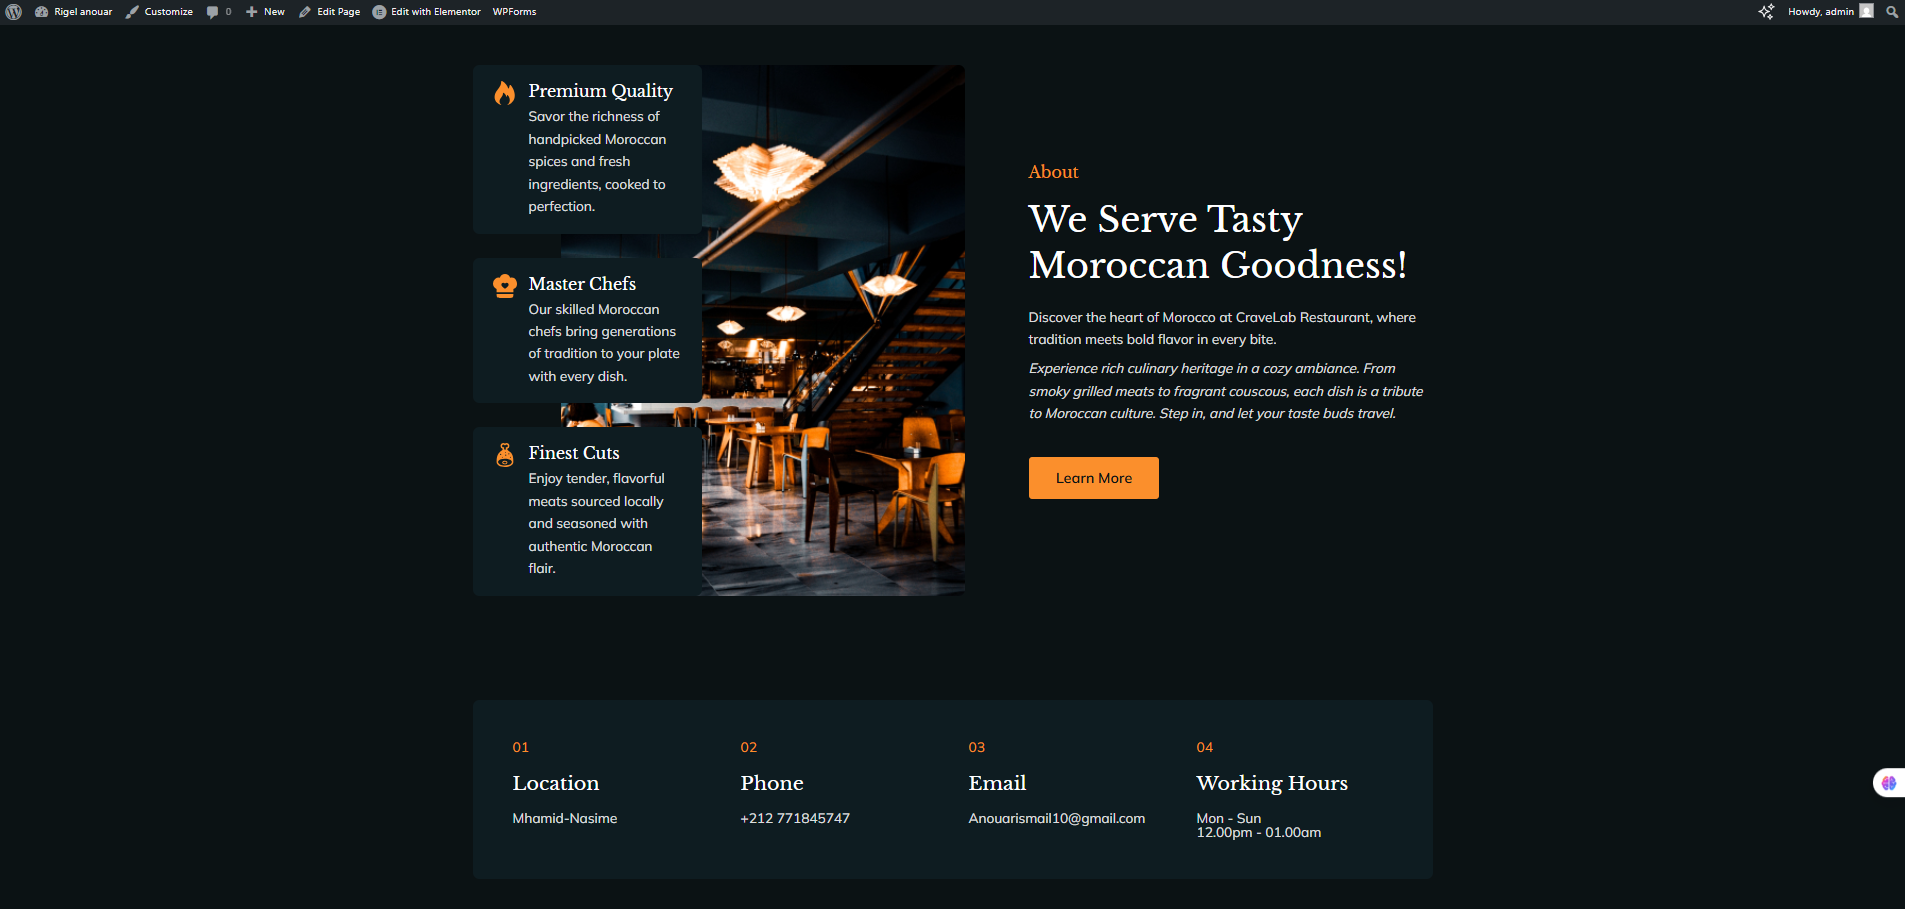 Rigel anouar Customize 0 New Edit Page Edit with Elementor WPForms Howdy, admin
Premium Quality
Savor the richness of
handpicked Moroccan
spices and fresh
ingredients, cooked to
perfection.
Master Chefs
Our skilled Moroccan
chefs bring generations
of tradition to your plate
with every dish.
Finest Cuts
Enjoy tender, flavorful
meats sourced locally
and seasoned with
authentic Moroccan
flair.
About
We Serve Tasty
Moroccan Goodness!
Discover the heart of Morocco at CraveLab Restaurant, where
tradition meets bold flavor in every bite.
Experience rich culinary heritage in a cozy ambiance. From
smoky grilled meats to fragrant couscous, each dish is a tribute
to Moroccan culture. Step in, and let your taste buds travel.
Learn More
01
Location
Mhamid-Nasime
02
Phone
+212 771845747
03
Email
Anouarismail10@gmail.com
04
Working Hours
Mon - Sun
12.00pm - 01.00am